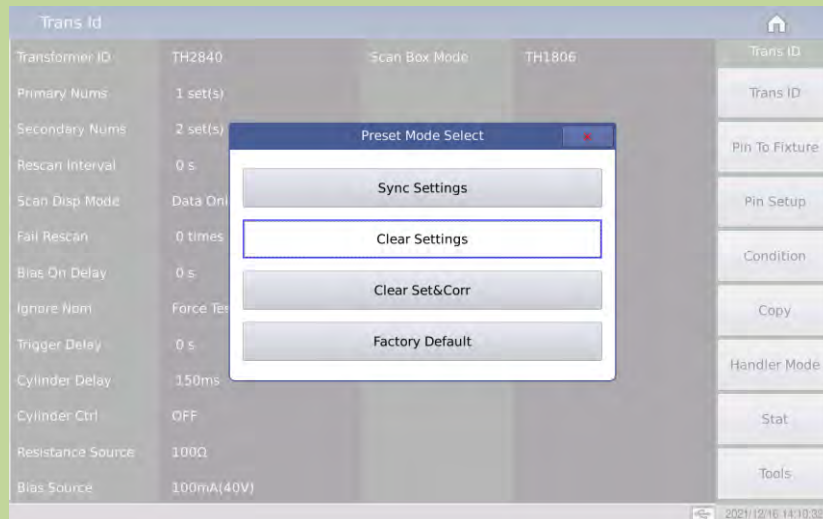 Trans Id
Transformer ID TH2840 Scan Box Mode TH1806
Primary Nums 1 set(s)
Secondary Nums 2 set(s)
Rescan Interval 0 s
Scan Disp Mode Data Onl
Fail Rescan 0 times
Bias On Delay 0 s
Ignore Nom Force Tes
Trigger Delay 0 s
Cylinder Delay 150ms
Cylinder Ctrl OFF
Resistance Source 100Ω
Bias Source 100mA(40V)
Preset Mode Select
Sync Settings
Clear Settings
Clear Set&Corr
Factory Default
Trans ID
Trans ID
Pin To Fixture
Pin Setup
Condition
Copy
Handler Mode
Stat
Tools
2021/12/16 14:10:32